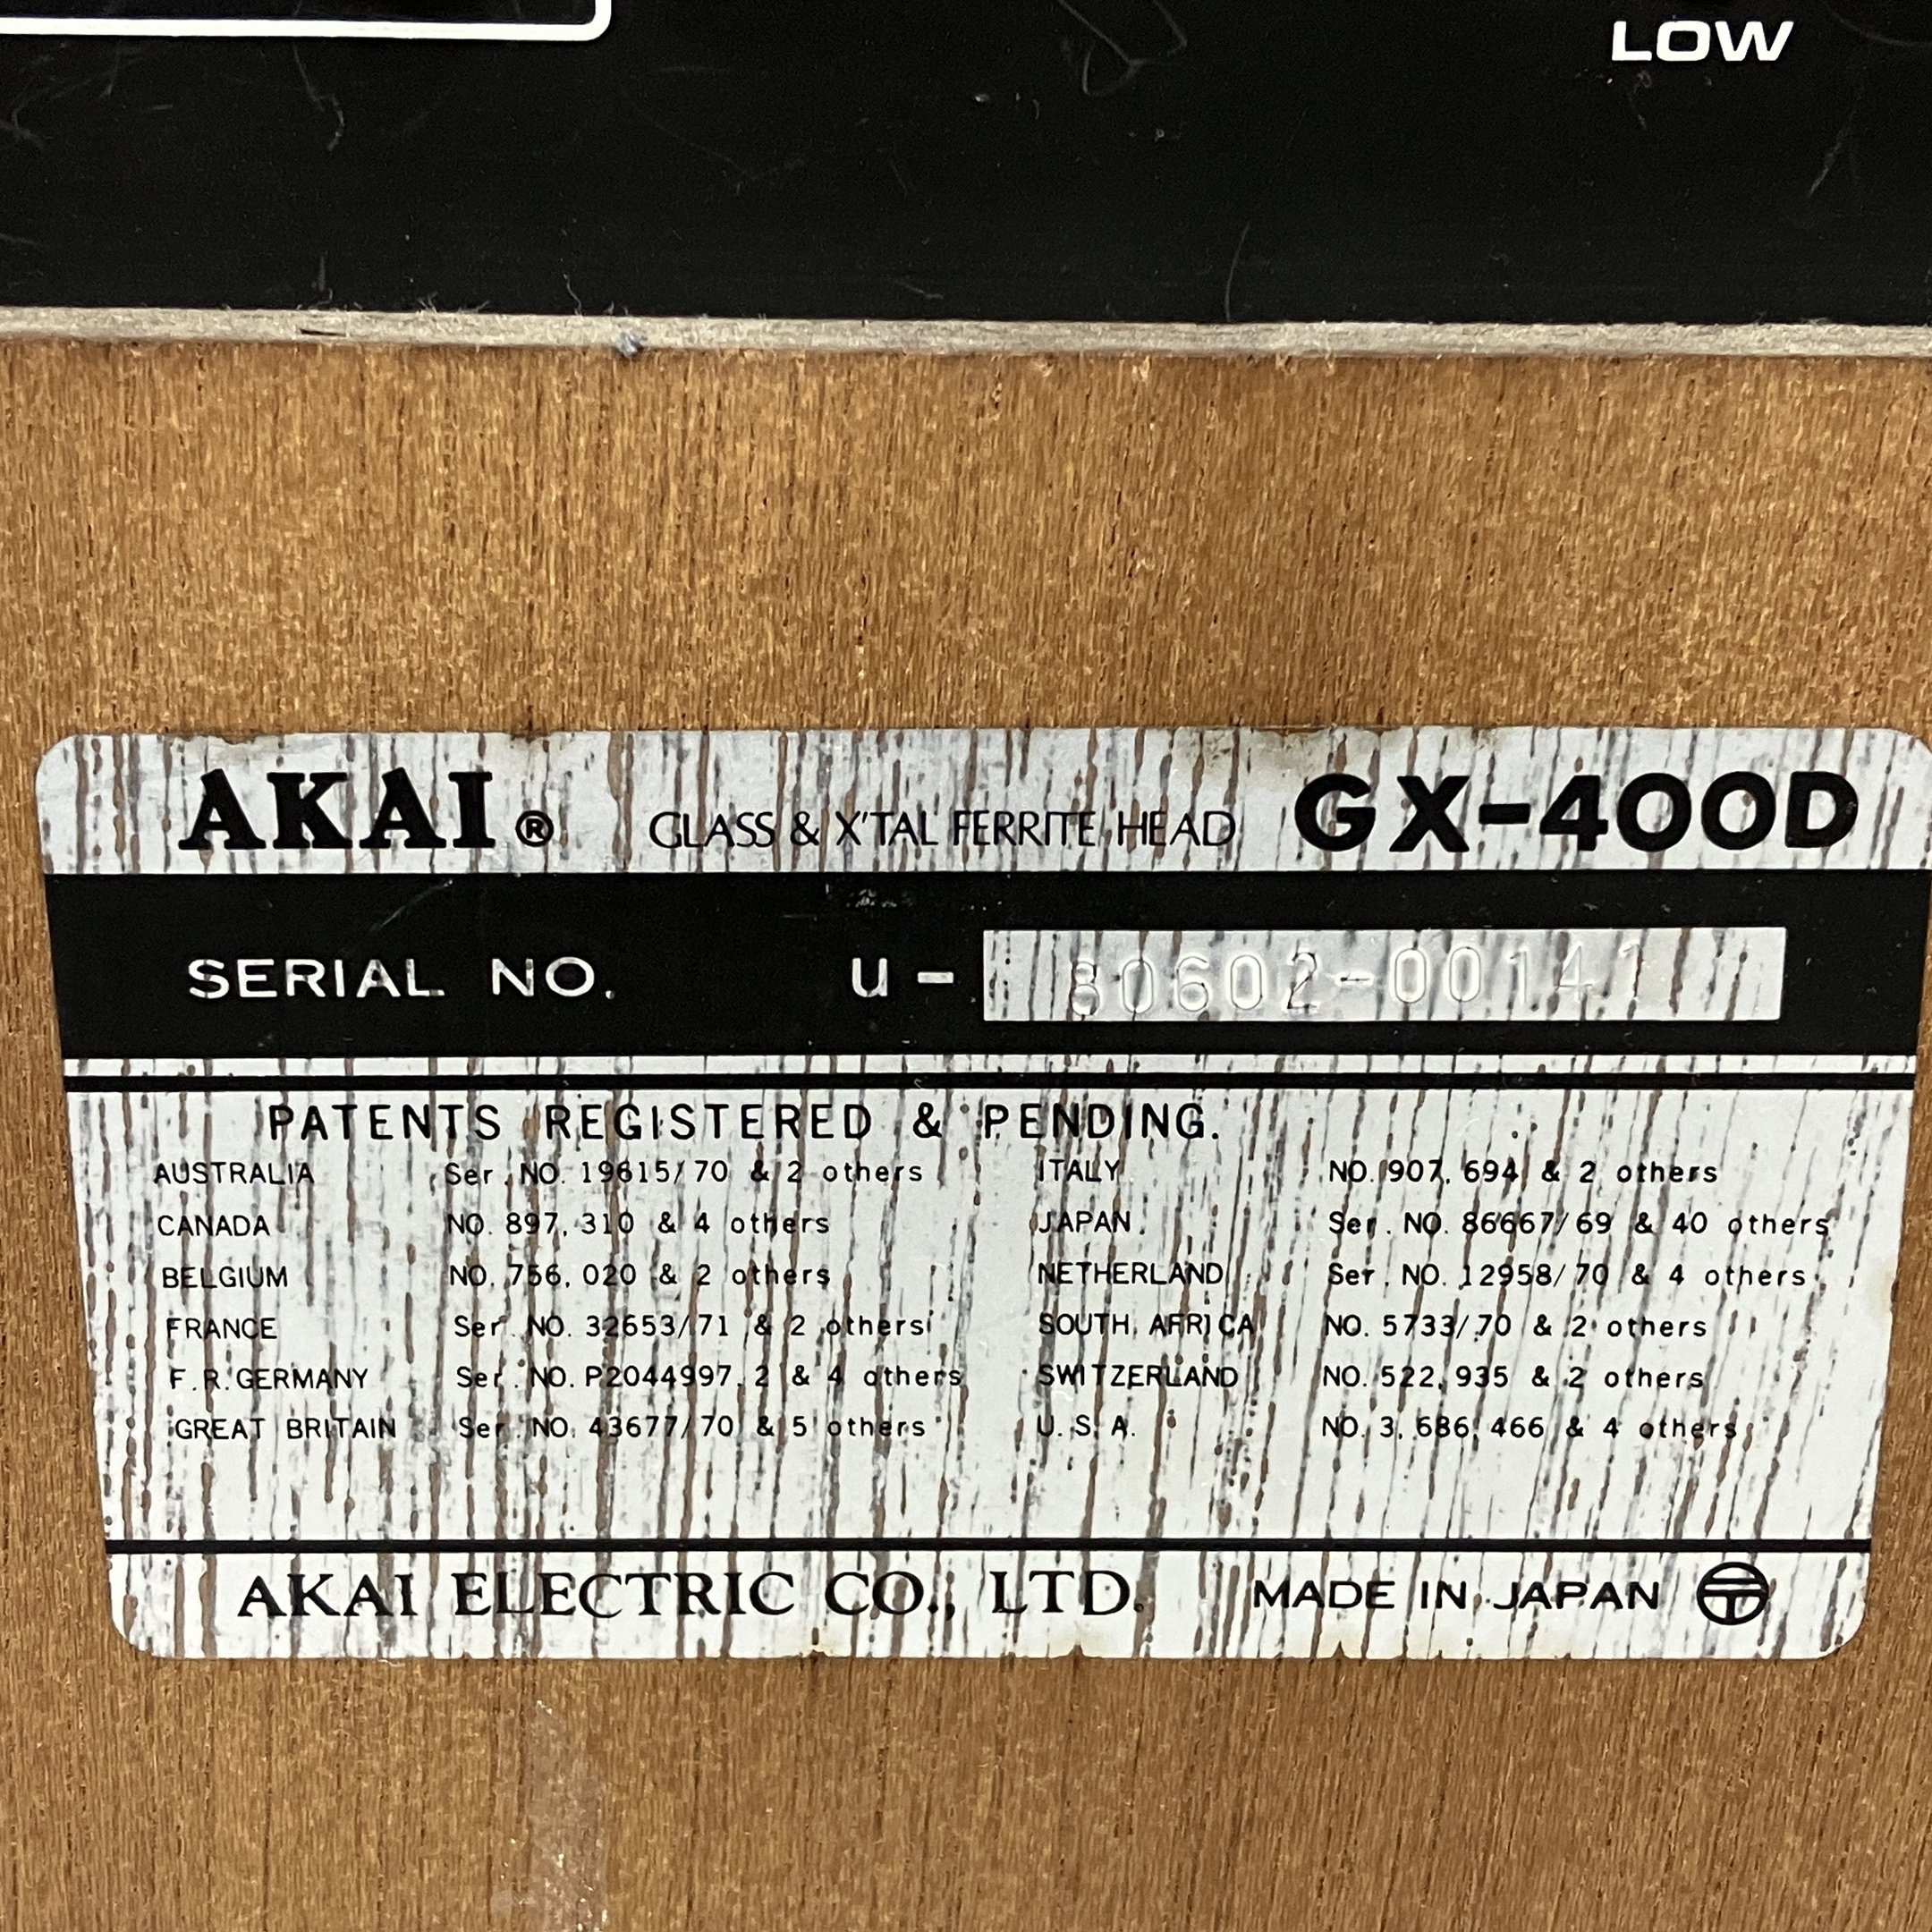 LOW
AKAI® GLASS & X'TAL FERRITE HEAD GX-400D
SERIAL NO. U- 80602-00141
PATENTS REGISTERED & PENDING.
AUSTRALIA Ser. NO. 19615/70 & 2 others ITALY NO. 907, 694 & 2 others
CANADA NO. 897, 310 & 4 others JAPAN Ser. NO. 86667/69 & 40 others
BELGIUM NO. 756, 020 & 2 others NETHERLAND Ser. NO. 12958/70 & 4 others
FRANCE Ser. NO. 32653/71 & 2 others SOUTH AFRICA NO. 5733/70 & 2 others
F.R.GERMANY Ser. NO. P2044997.2 & 4 others SWITZERLAND NO. 522, 935 & 2 others
GREAT BRITAIN Ser. NO. 43677/70 & 5 others U.S.A. NO. 3, 686, 466 & 4 others
AKAI ELECTRIC CO., LTD. MADE IN JAPAN